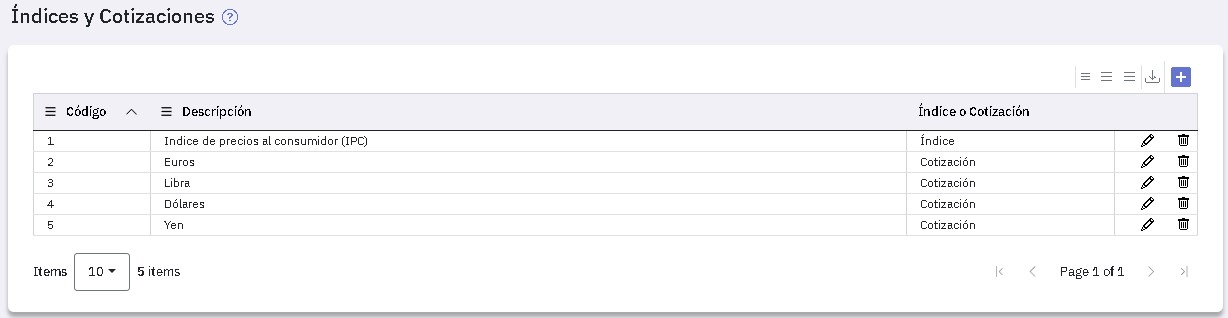 Índices y Cotizaciones ?
Código Descripción Índice o Cotización
1 Indice de precios al consumidor (IPC) Índice
2 Euros Cotización
3 Libra Cotización
4 Dólares Cotización
5 Yen Cotización
Items 10 5 items Page 1 of 1